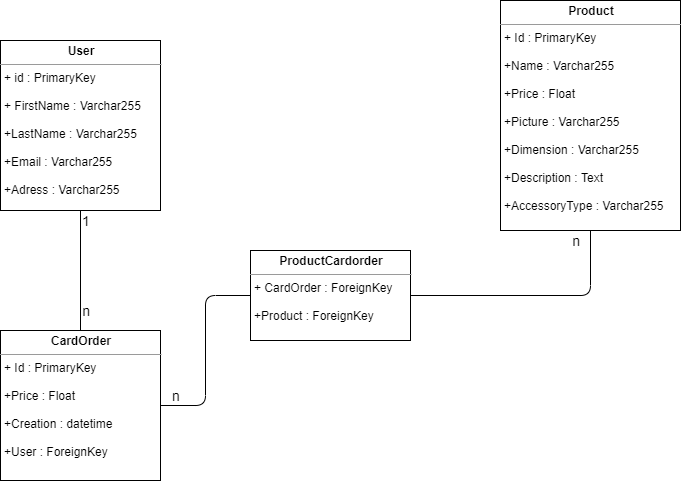 User
+ id : PrimaryKey
+ FirstName : Varchar255
+LastName : Varchar255
+Email : Varchar255
+Adress : Varchar255
1
n
CardOrder
+ Id : PrimaryKey
+Price : Float
+Creation : datetime
+User : ForeignKey
n
ProductCardorder
+ CardOrder : ForeignKey
+Product : ForeignKey
n
Product
+ Id : PrimaryKey
+Name : Varchar255
+Price : Float
+Picture : Varchar255
+Dimension : Varchar255
+Description : Text
+AccessoryType : Varchar255